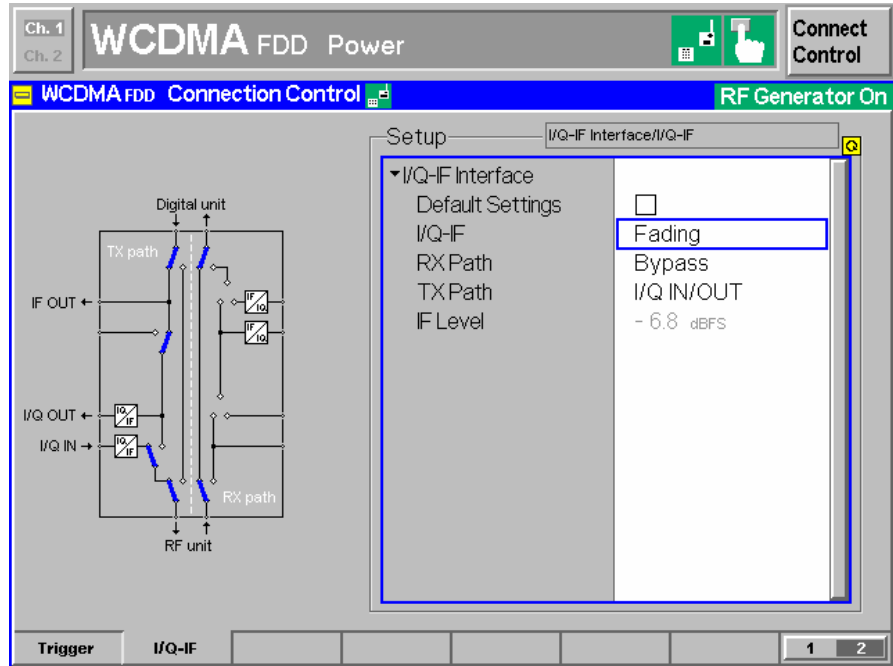 Ch. 1
Ch. 2
WCDMA FDD Power
Connect
Control
WCDMA FDD Connection Control
RF Generator On
Setup
I/Q-IF Interface/I/Q-IF
I/Q-IF Interface
Default Settings
I/Q-IF Fading
RX Path Bypass
TX Path I/Q IN/OUT
IF Level - 6.8 dBFS
Digital unit
TX path
IF OUT
IF/IQ
IF/IQ
I/Q OUT
IQ/IF
I/Q IN
IQ/IF
RX path
RF unit
Trigger I/Q-IF 1 2